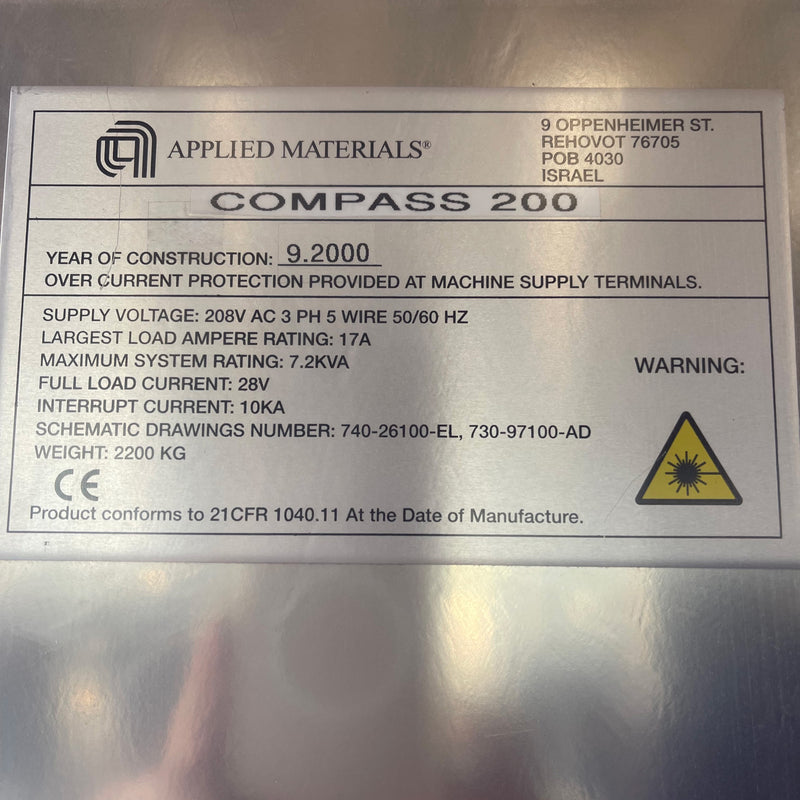 APPLIED MATERIALS®
9 OPPENHEIMER ST.
REHOVOT 76705
POB 4030
ISRAEL
COMPASS 200
YEAR OF CONSTRUCTION: 9.2000
OVER CURRENT PROTECTION PROVIDED AT MACHINE SUPPLY TERMINALS.
SUPPLY VOLTAGE: 208V AC 3 PH 5 WIRE 50/60 HZ
LARGEST LOAD AMPERE RATING: 17A
MAXIMUM SYSTEM RATING: 7.2KVA
FULL LOAD CURRENT: 28V
INTERRUPT CURRENT: 10KA
SCHEMATIC DRAWINGS NUMBER: 740-26100-EL, 730-97100-AD
WEIGHT: 2200 KG
WARNING:
CE
Product conforms to 21CFR 1040.11 At the Date of Manufacture.